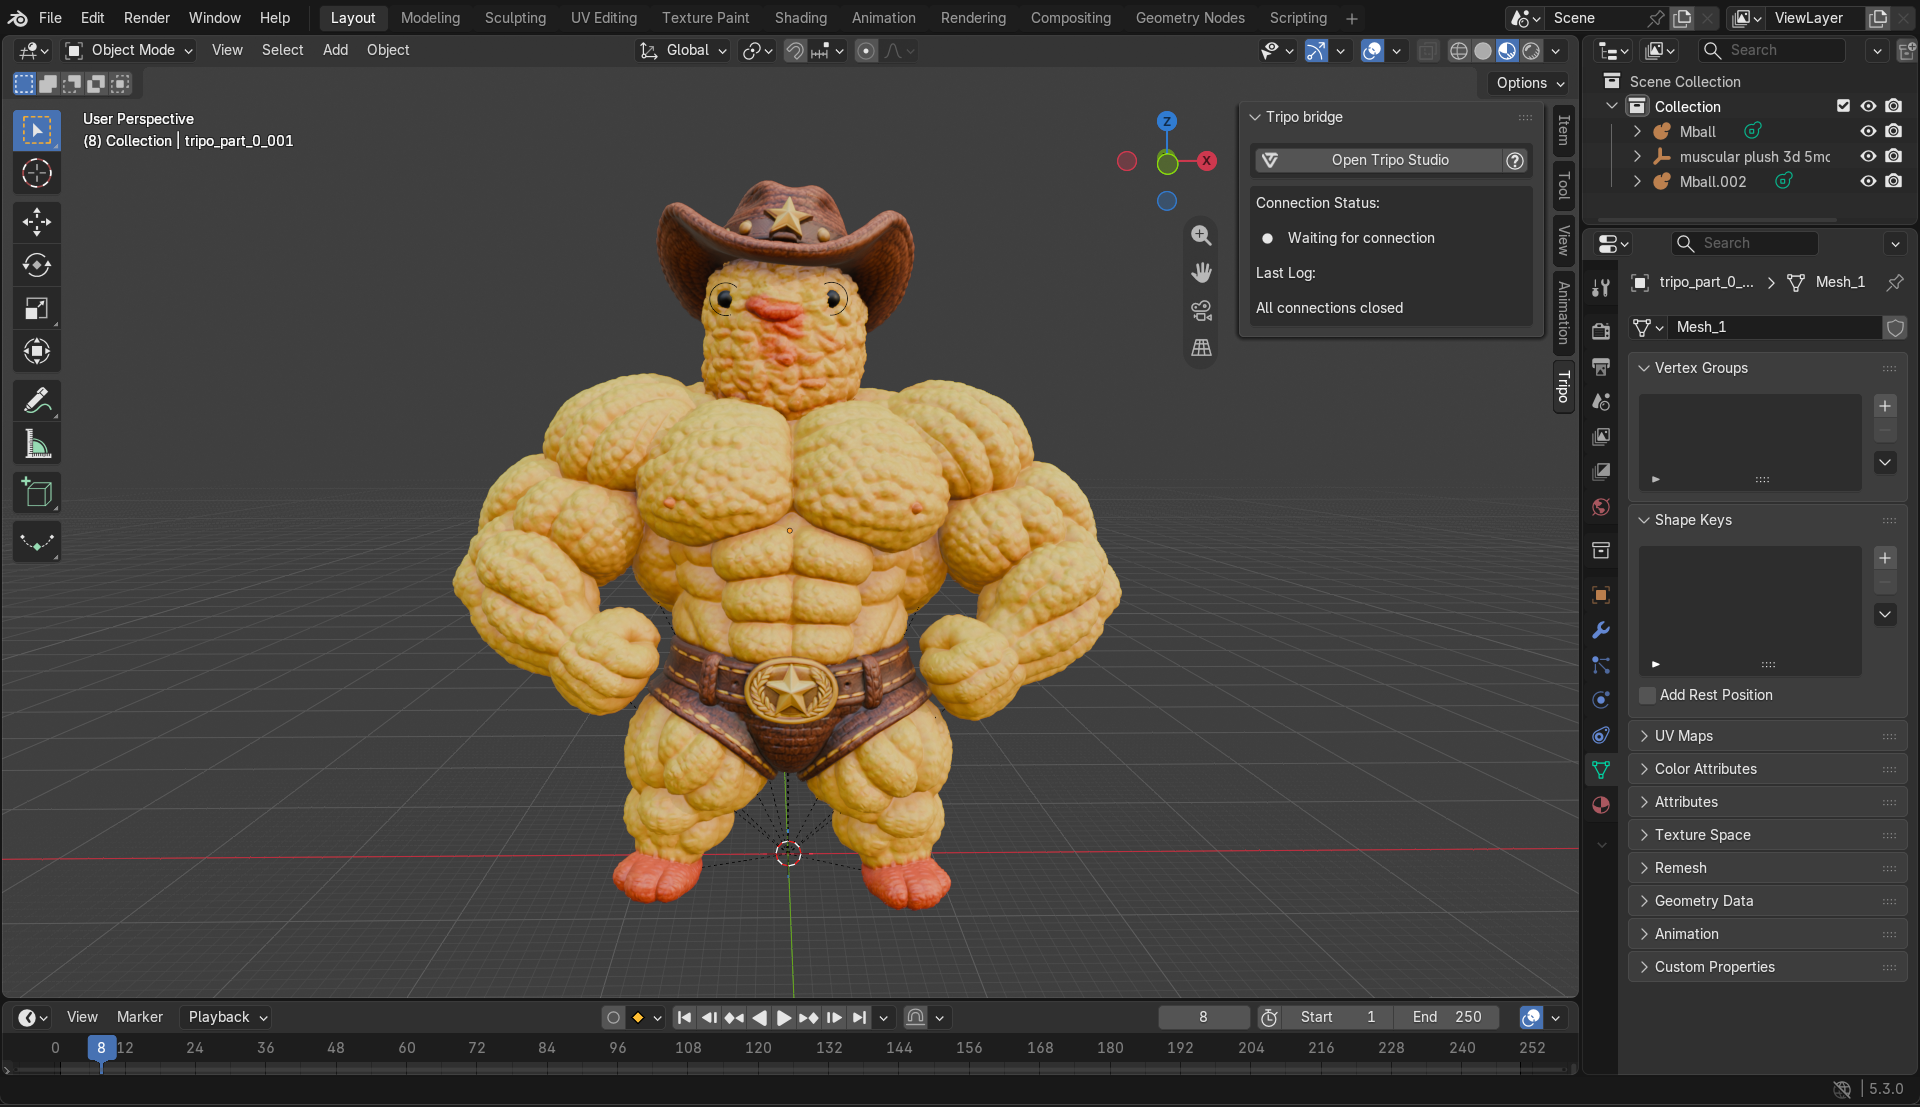 File Edit Render Window Help Layout Modeling Sculpting UV Editing Texture Paint Shading Animation Rendering Compositing Geometry Nodes Scripting + Scene ViewLayer
Object Mode View Select Add Object Global Search
Options
User Perspective
(8) Collection | tripo_part_0_001
Z
X
Tripo bridge
Open Tripo Studio ?
Connection Status:
Waiting for connection
Last Log:
All connections closed
Item
Tool
View
Animation
Tripo
Scene Collection
Collection
Mball
muscular plush 3d 5mc
Mball.002
Search
tripo_part_0_... > Mesh_1
Mesh_1
Vertex Groups
Shape Keys
Add Rest Position
UV Maps
Color Attributes
Attributes
Texture Space
Remesh
Geometry Data
Animation
Custom Properties
View Marker Playback 8 Start 1 End 250
0 8 12 24 36 48 60 72 84 96 108 120 132 144 156 168 180 192 204 216 228 240 252
5.3.0